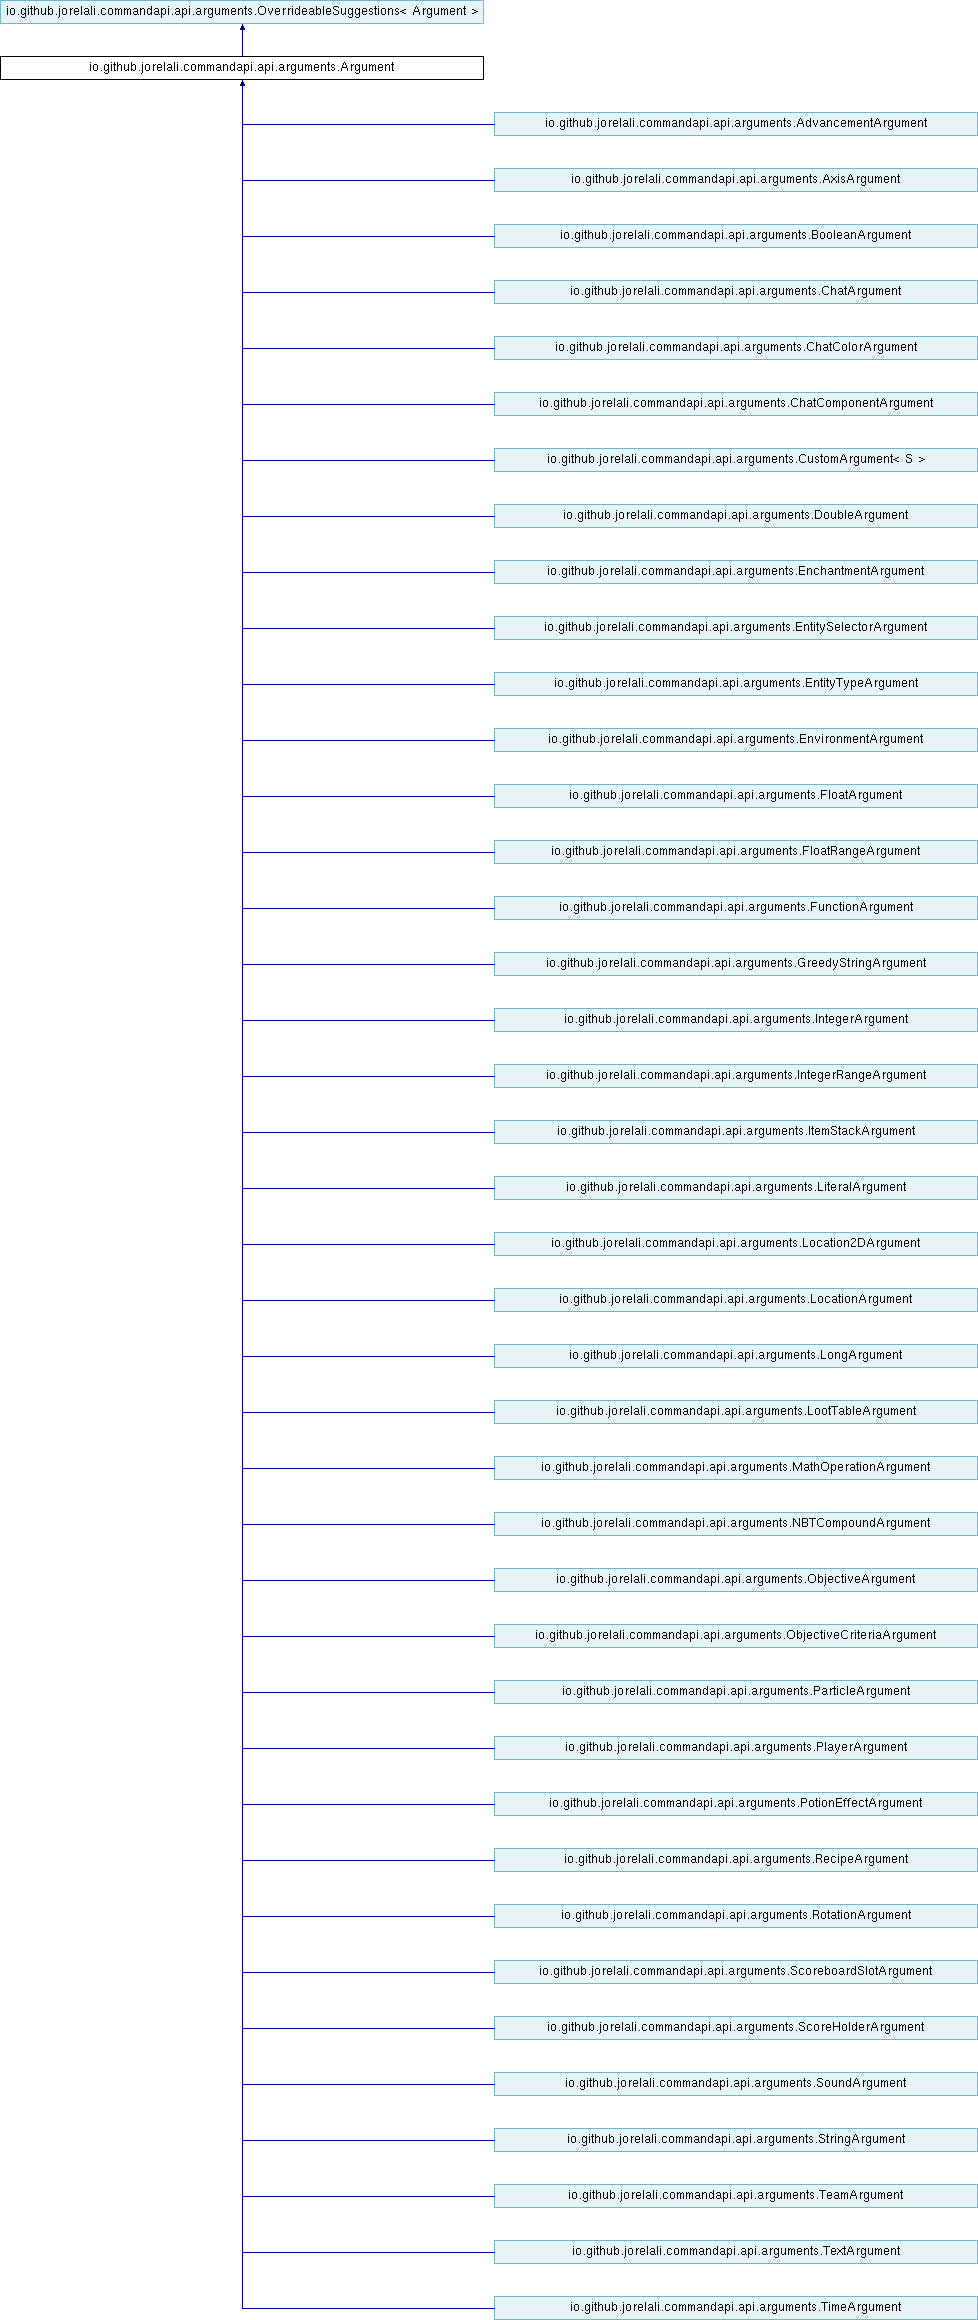 io.github.jorelali.commandapi.api.arguments.OverrideableSuggestions< Argument >
io.github.jorelali.commandapi.api.arguments.Argument
io.github.jorelali.commandapi.api.arguments.AdvancementArgument
io.github.jorelali.commandapi.api.arguments.AxisArgument
io.github.jorelali.commandapi.api.arguments.BooleanArgument
io.github.jorelali.commandapi.api.arguments.ChatArgument
io.github.jorelali.commandapi.api.arguments.ChatColorArgument
io.github.jorelali.commandapi.api.arguments.ChatComponentArgument
io.github.jorelali.commandapi.api.arguments.CustomArgument< S >
io.github.jorelali.commandapi.api.arguments.DoubleArgument
io.github.jorelali.commandapi.api.arguments.EnchantmentArgument
io.github.jorelali.commandapi.api.arguments.EntitySelectorArgument
io.github.jorelali.commandapi.api.arguments.EntityTypeArgument
io.github.jorelali.commandapi.api.arguments.EnvironmentArgument
io.github.jorelali.commandapi.api.arguments.FloatArgument
io.github.jorelali.commandapi.api.arguments.FloatRangeArgument
io.github.jorelali.commandapi.api.arguments.FunctionArgument
io.github.jorelali.commandapi.api.arguments.GreedyStringArgument
io.github.jorelali.commandapi.api.arguments.IntegerArgument
io.github.jorelali.commandapi.api.arguments.IntegerRangeArgument
io.github.jorelali.commandapi.api.arguments.ItemStackArgument
io.github.jorelali.commandapi.api.arguments.LiteralArgument
io.github.jorelali.commandapi.api.arguments.Location2DArgument
io.github.jorelali.commandapi.api.arguments.LocationArgument
io.github.jorelali.commandapi.api.arguments.LongArgument
io.github.jorelali.commandapi.api.arguments.LootTableArgument
io.github.jorelali.commandapi.api.arguments.MathOperationArgument
io.github.jorelali.commandapi.api.arguments.NBTCompoundArgument
io.github.jorelali.commandapi.api.arguments.ObjectiveArgument
io.github.jorelali.commandapi.api.arguments.ObjectiveCriteriaArgument
io.github.jorelali.commandapi.api.arguments.ParticleArgument
io.github.jorelali.commandapi.api.arguments.PlayerArgument
io.github.jorelali.commandapi.api.arguments.PotionEffectArgument
io.github.jorelali.commandapi.api.arguments.RecipeArgument
io.github.jorelali.commandapi.api.arguments.RotationArgument
io.github.jorelali.commandapi.api.arguments.ScoreboardSlotArgument
io.github.jorelali.commandapi.api.arguments.ScoreHolderArgument
io.github.jorelali.commandapi.api.arguments.SoundArgument
io.github.jorelali.commandapi.api.arguments.StringArgument
io.github.jorelali.commandapi.api.arguments.TeamArgument
io.github.jorelali.commandapi.api.arguments.TextArgument
io.github.jorelali.commandapi.api.arguments.TimeArgument